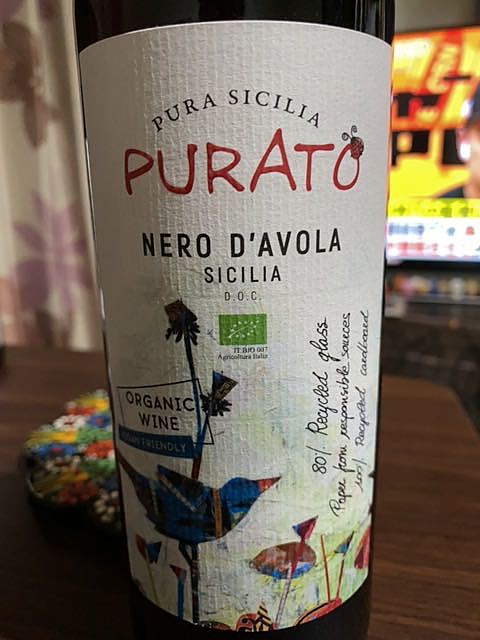 PURA SICILIA
PURATO
NERO D'AVOLA
SICILIA
D.O.C.
IT BIO 007
Agricoltura Italia
ORGANIC
WINE
FRIENDLY
80% Recycled glass
Paper from responsible sources
100% Recycled cardboard